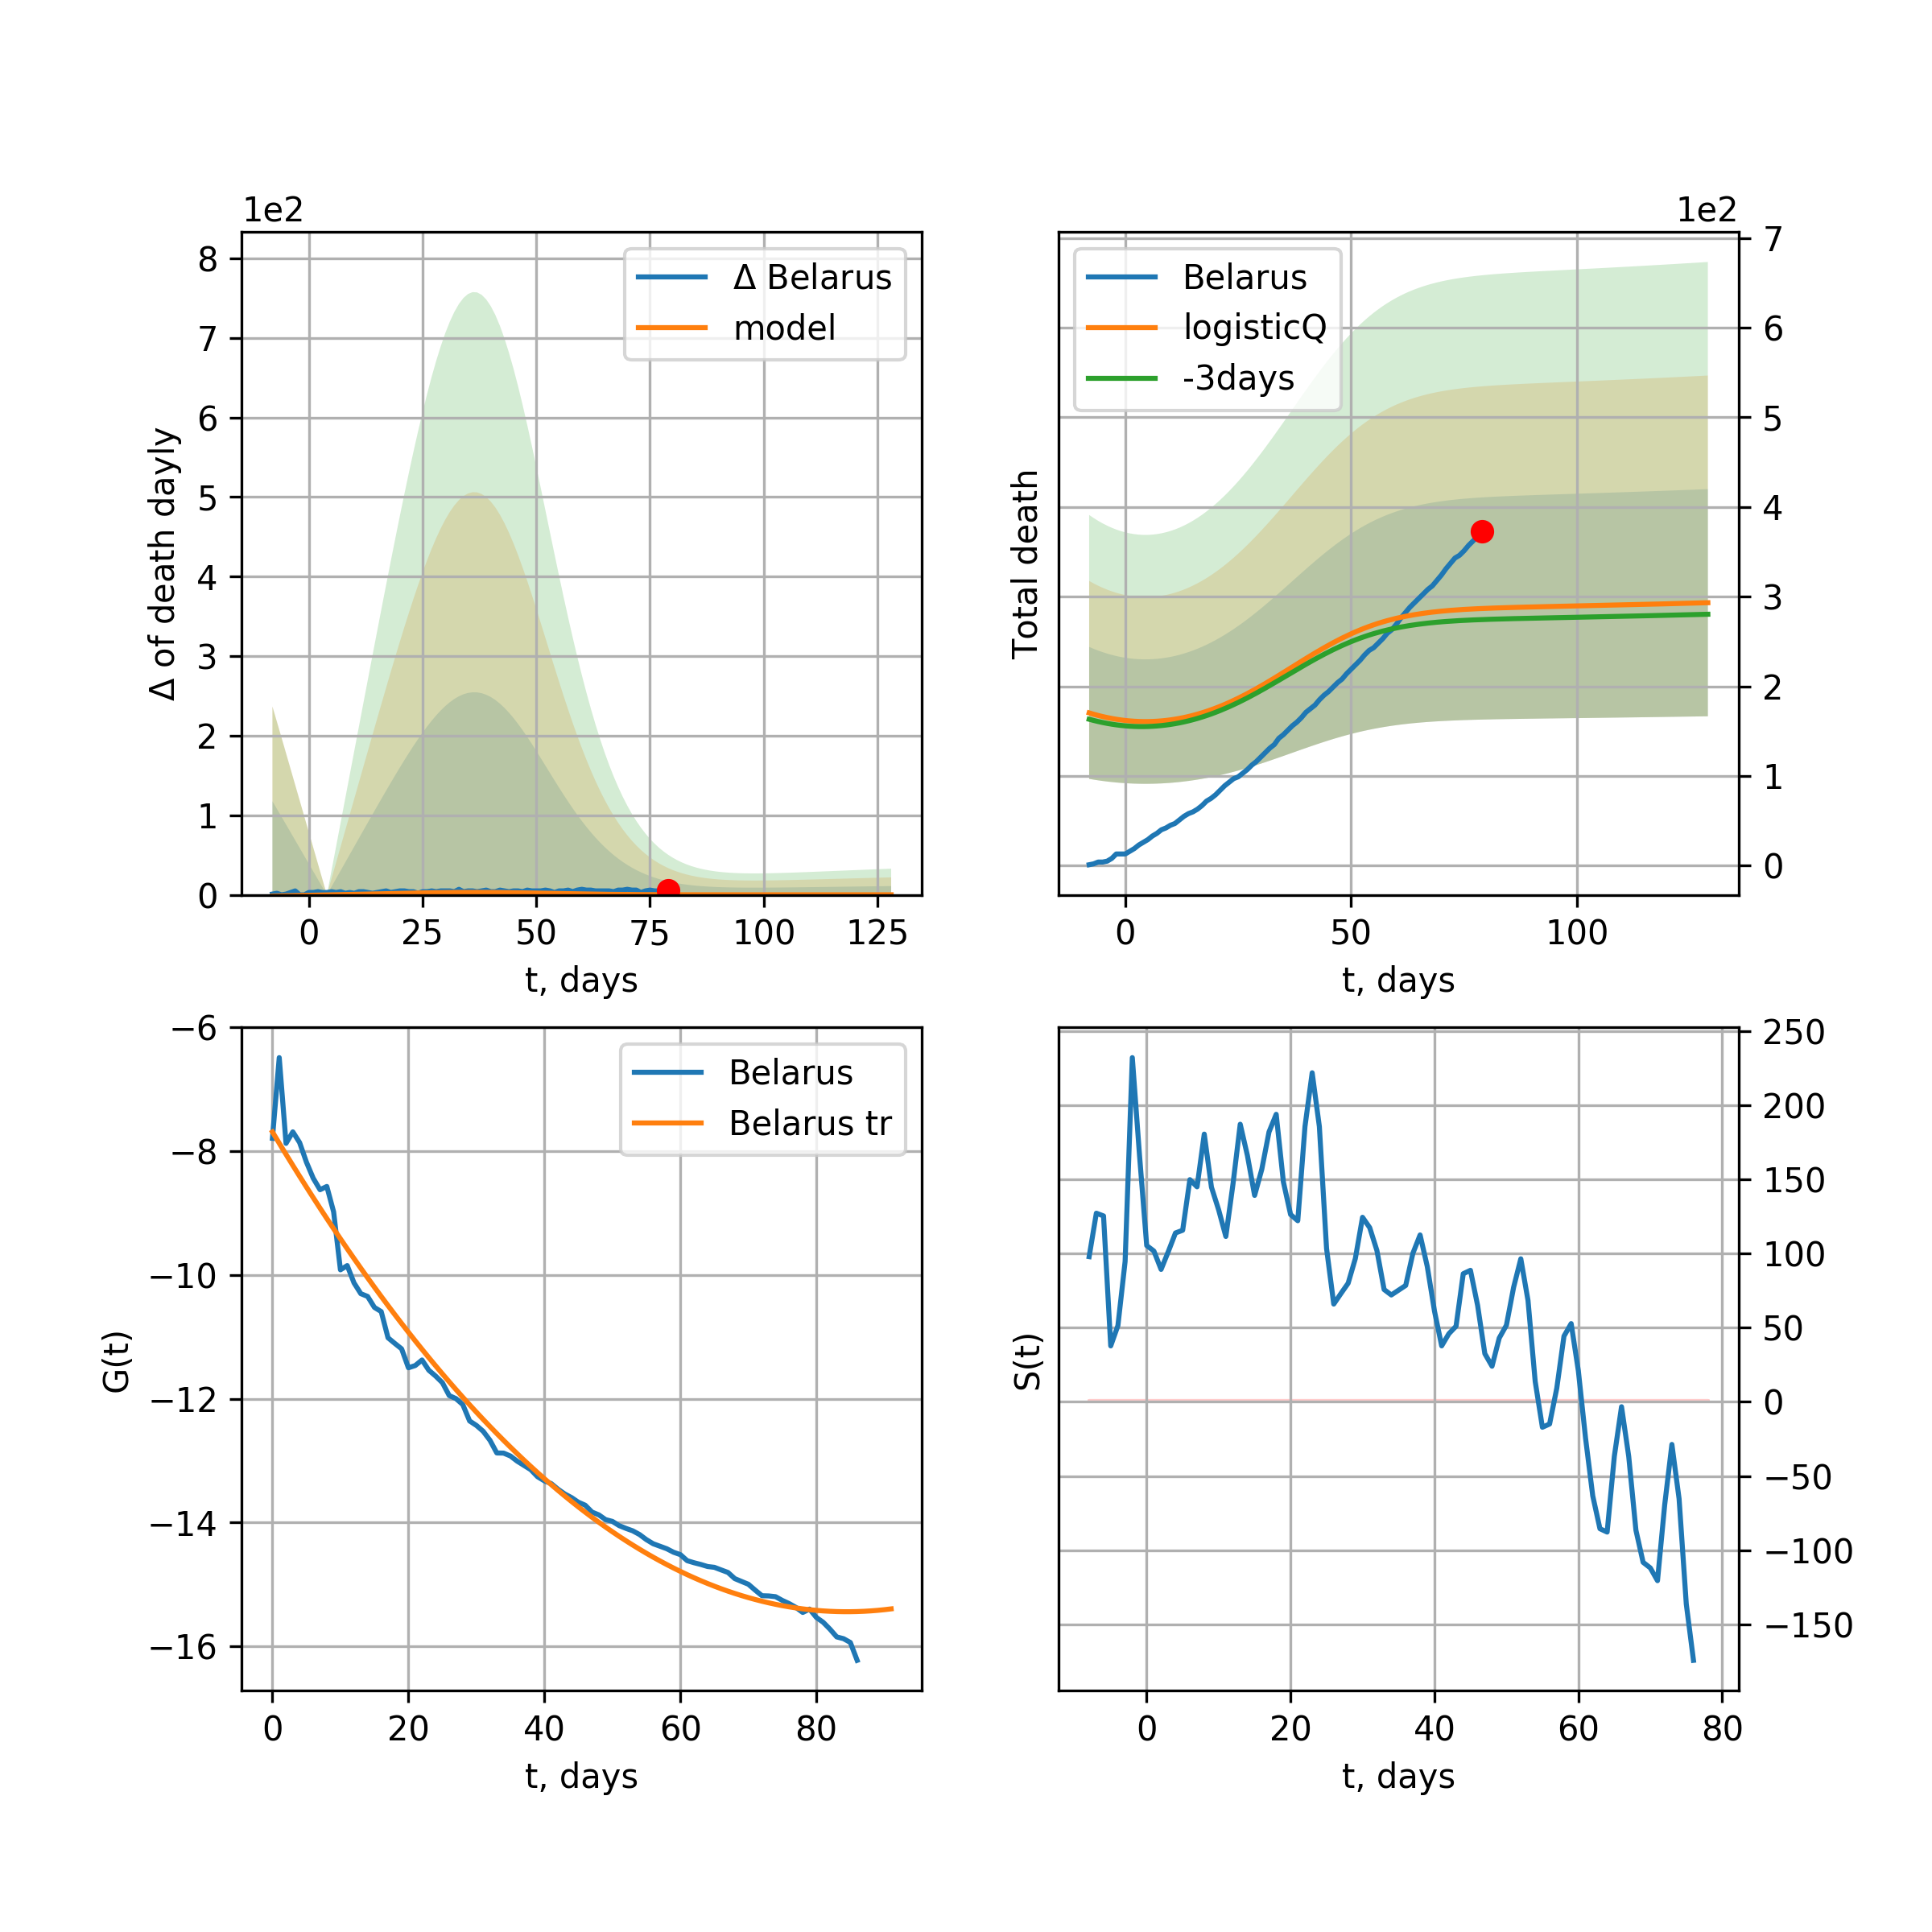 1e2
8
7
6
5
4
3
2
1
0
Δ of death dayly
Δ Belarus
model
0 25 50 75 100 125
t, days
1e2
7
6
5
4
3
2
1
0
Total death
Belarus
logisticQ
-3days
0 50 100
t, days
−6
−8
−10
−12
−14
−16
G(t)
Belarus
Belarus tr
0 20 40 60 80
t, days
250
200
150
100
50
0
−50
−100
−150
S(t)
0 20 40 60 80
t, days